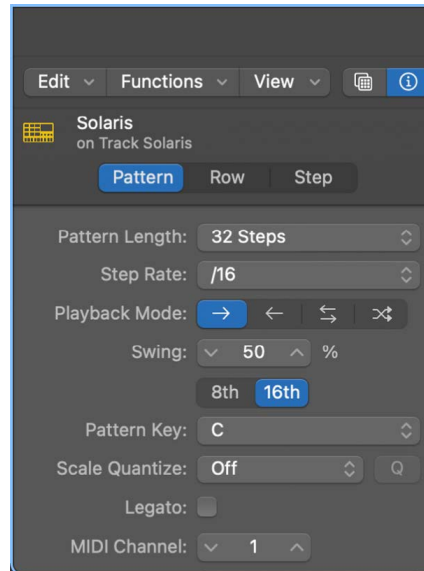 Edit Functions View
Solaris
on Track Solaris
Pattern Row Step
Pattern Length: 32 Steps
Step Rate: /16
Playback Mode:
Swing: 50 %
8th 16th
Pattern Key: C
Scale Quantize: Off Q
Legato:
MIDI Channel: 1